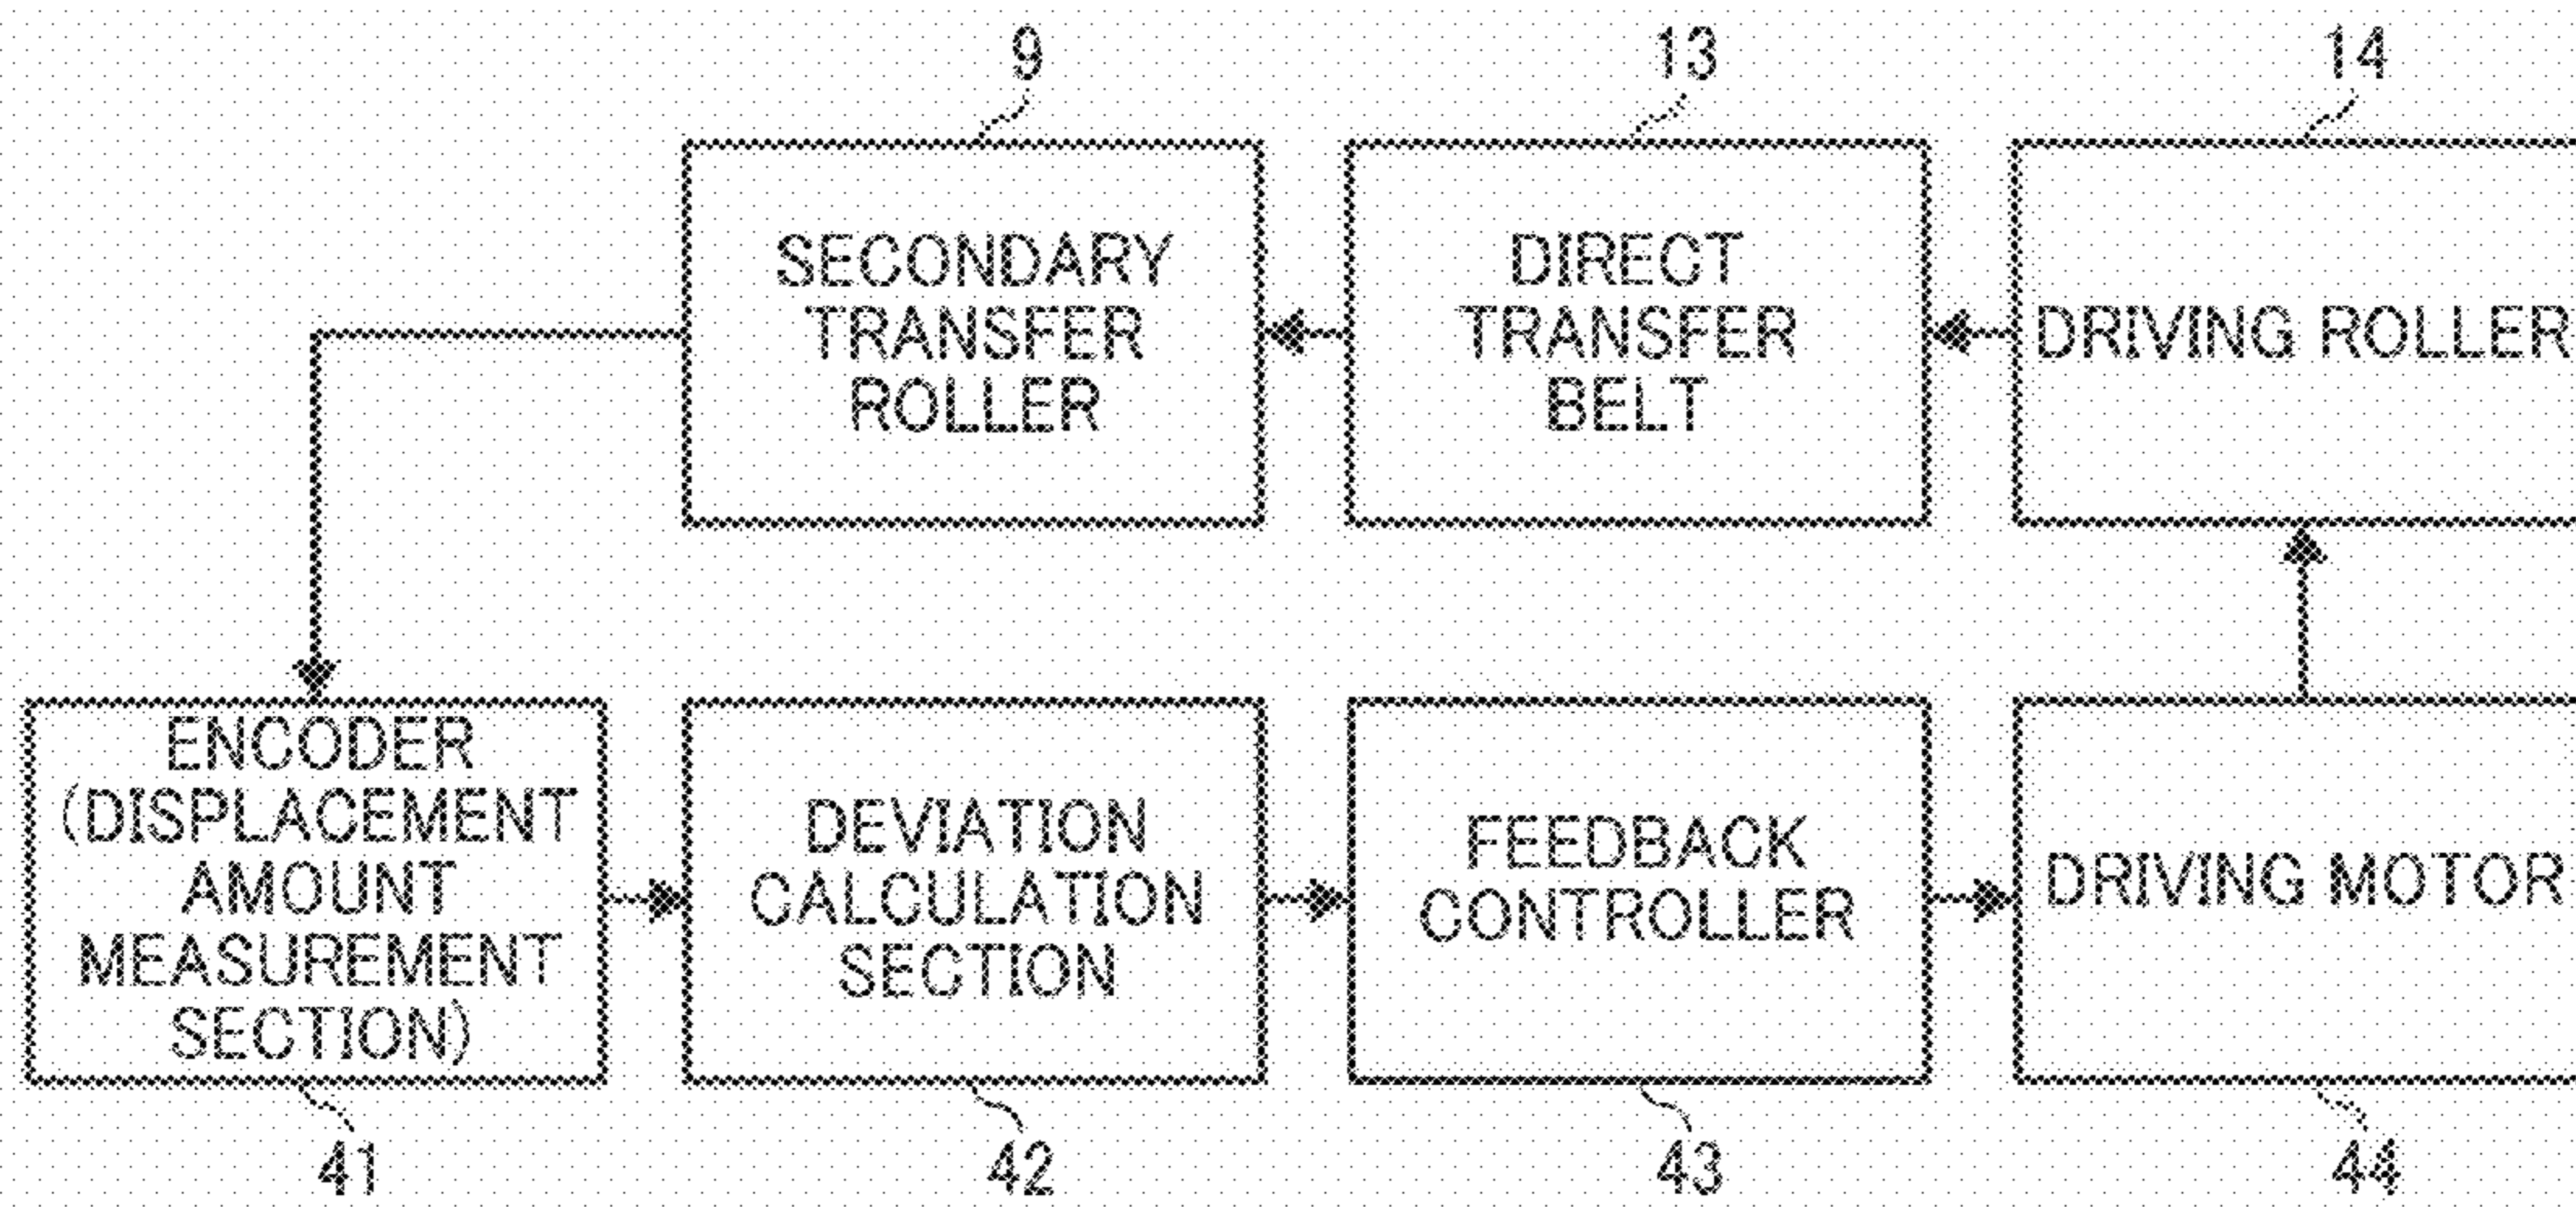 9
13
14
SECONDARY
TRANSFER
ROLLER
DIRECT
TRANSFER
BELT
DRIVING ROLLER
ENCODER
(DISPLACEMENT
AMOUNT
MEASUREMENT
SECTION)
DEVIATION
CALCULATION
SECTION
FEEDBACK
CONTROLLER
DRIVING MOTOR
41
42
43
44